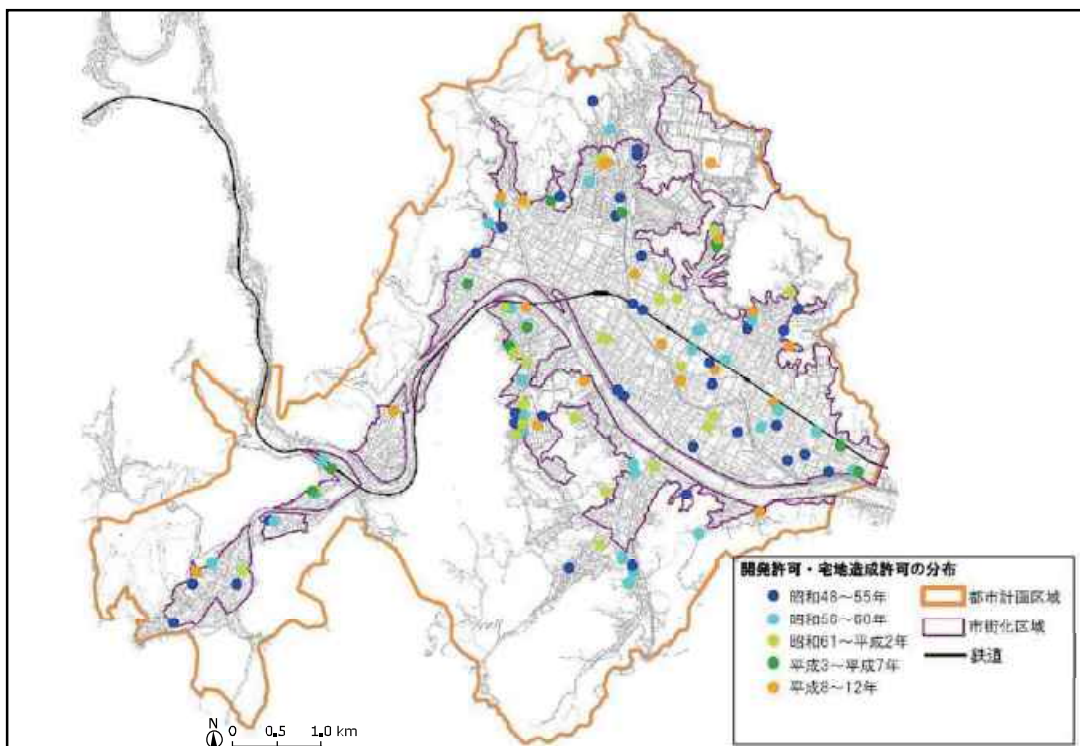 開発許可・宅地造成許可の分布
昭和48～55年
昭和56～60年
昭和61～平成2年
平成3～平成7年
平成8～12年
都市計画区域
市街化区域
鉄道
N
0 0.5 1.0 km